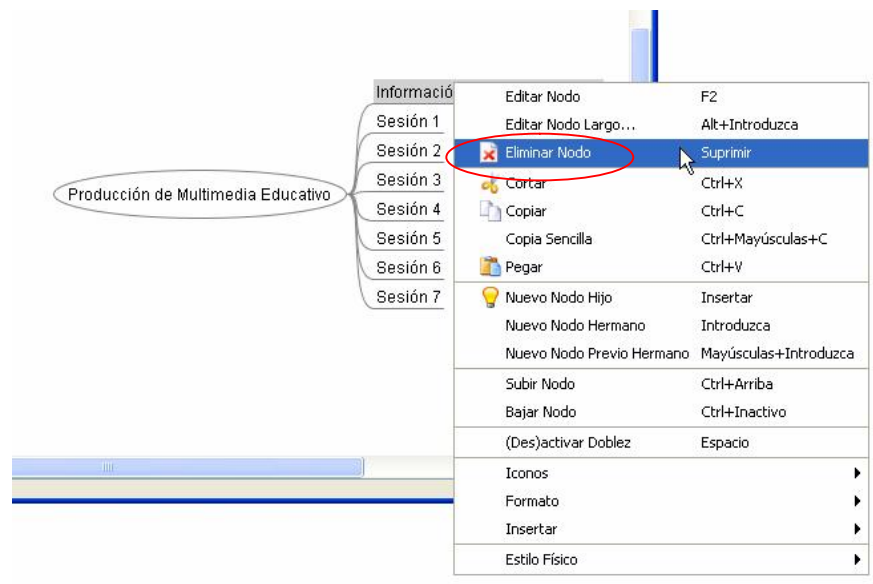 Producción de Multimedia Educativo
Informació
Sesión 1
Sesión 2
Sesión 3
Sesión 4
Sesión 5
Sesión 6
Sesión 7
Editar Nodo F2
Editar Nodo Largo... Alt+Introduzca
Eliminar Nodo Suprimir
Cortar Ctrl+X
Copiar Ctrl+C
Copia Sencilla Ctrl+Mayúsculas+C
Pegar Ctrl+V
Nuevo Nodo Hijo Insertar
Nuevo Nodo Hermano Introduzca
Nuevo Nodo Previo Hermano Mayúsculas+Introduzca
Subir Nodo Ctrl+Arriba
Bajar Nodo Ctrl+Inactivo
(Des)activar Doblez Espacio
Iconos
Formato
Insertar
Estilo Físico